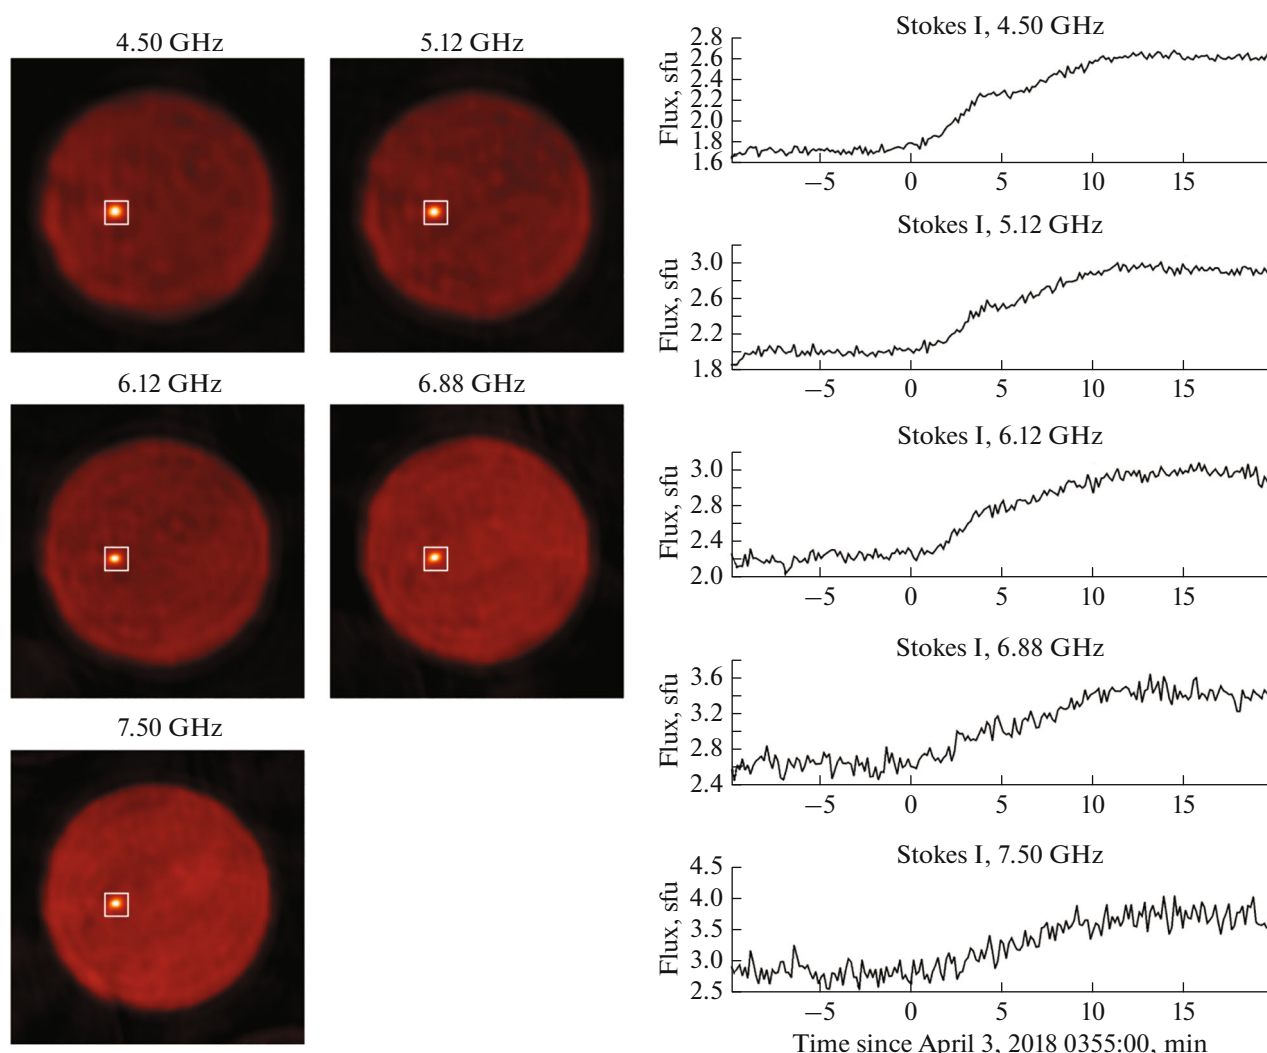 4.50 GHz
5.12 GHz
6.12 GHz
6.88 GHz
7.50 GHz
Stokes I, 4.50 GHz
Flux, sfu
2.8
2.6
2.4
2.2
2.0
1.8
1.6
−5 0 5 10 15
Stokes I, 5.12 GHz
Flux, sfu
3.0
2.6
2.2
1.8
−5 0 5 10 15
Stokes I, 6.12 GHz
Flux, sfu
3.0
2.8
2.4
2.0
−5 0 5 10 15
Stokes I, 6.88 GHz
Flux, sfu
3.6
3.2
2.8
2.4
−5 0 5 10 15
Stokes I, 7.50 GHz
Flux, sfu
4.5
4.0
3.5
3.0
2.5
−5 0 5 10 15
Time since April 3, 2018 0355:00, min